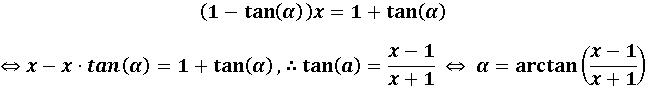 (1 − tan(α))x = 1 + tan(α)
⇔ x − x · tan(α) = 1 + tan(α) , ∴ tan(a) = (x − 1)/(x + 1) ⇔ α = arctan((x − 1)/(x + 1))